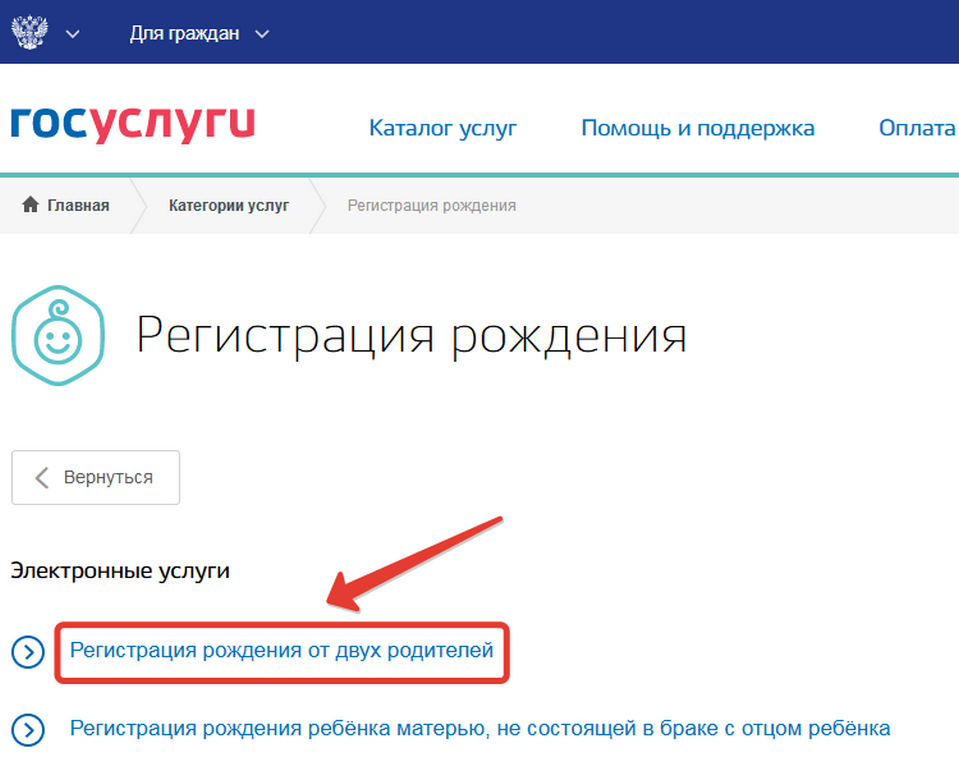 Для граждан
госуслуги
Каталог услуг Помощь и поддержка Оплата
Главная Категории услуг Регистрация рождения
Регистрация рождения
Вернуться
Электронные услуги
Регистрация рождения от двух родителей
Регистрация рождения ребёнка матерью, не состоящей в браке с отцом ребёнка